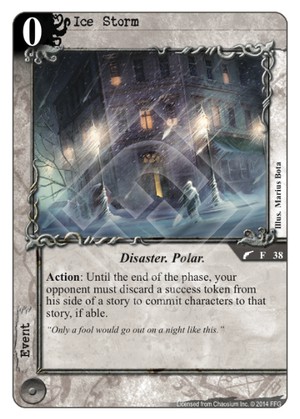 0
Ice Storm
Illus. Marius Bota
Disaster. Polar.
F 38
Action: Until the end of the phase, your
opponent must discard a success token from
his side of a story to commit characters to that
story, if able.
"Only a fool would go out on a night like this."
Event
Licensed from Chaosium Inc. © 2014 FFG